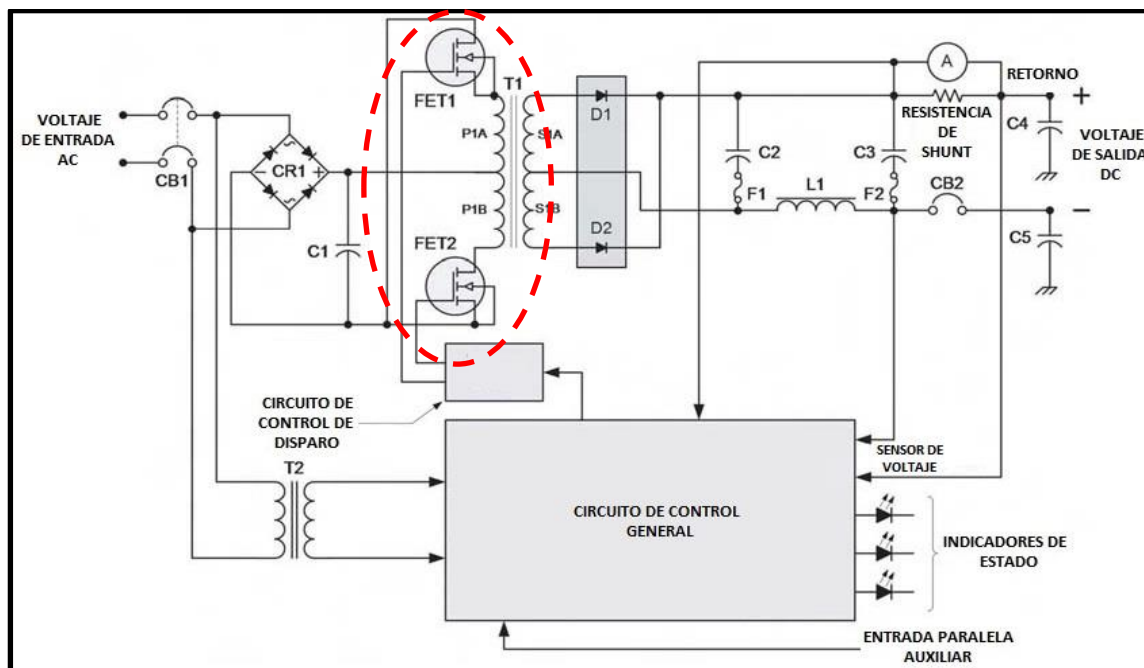 VOLTAJE
DE ENTRADA
AC
CB1
CR1
C1
FET1
FET2
T1
P1A
P1B
S1A
S1B
D1
D2
C2
F1
L1
C3
F2
A
RETORNO
RESISTENCIA
DE
SHUNT
C4
+
VOLTAJE
DE SALIDA
DC
CB2
−
C5
CIRCUITO DE
CONTROL DE
DISPARO
T2
CIRCUITO DE CONTROL
GENERAL
SENSOR DE
VOLTAJE
INDICADORES DE
ESTADO
ENTRADA PARALELA
AUXILIAR